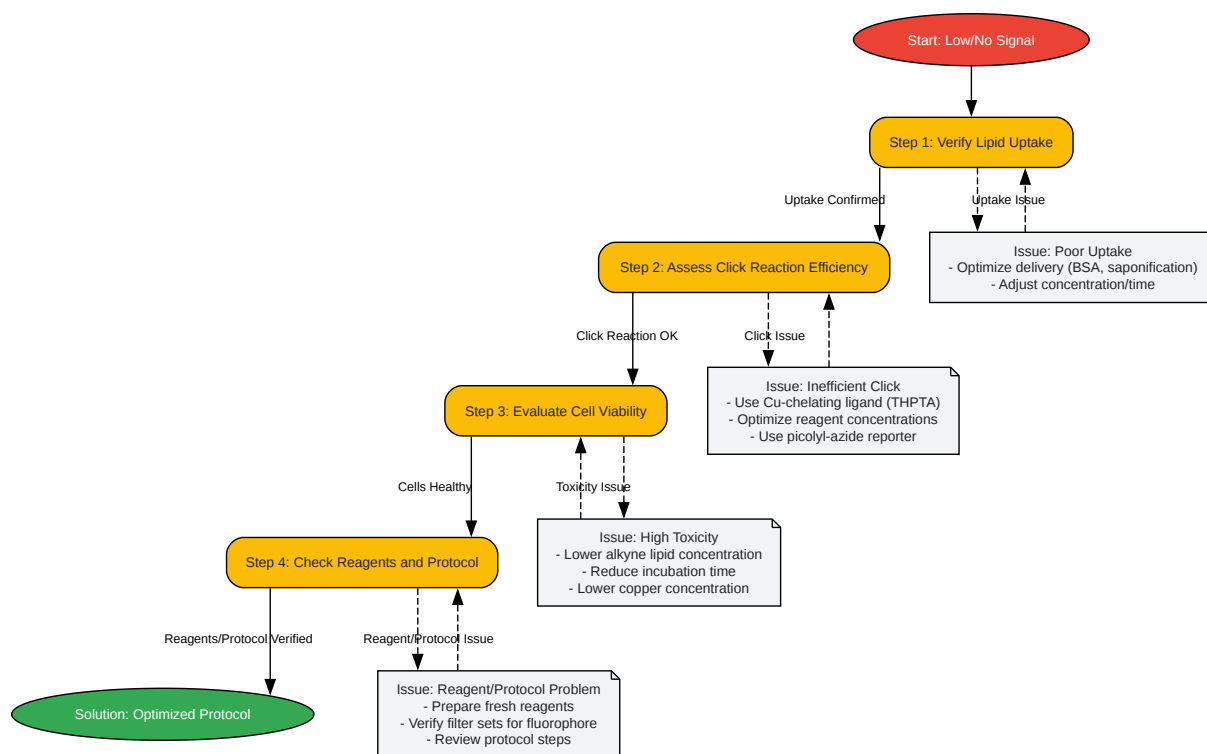 Start: Low/No Signal
Step 1: Verify Lipid Uptake
Uptake Confirmed
Uptake Issue
Issue: Poor Uptake
- Optimize delivery (BSA, saponification)
- Adjust concentration/time
Step 2: Assess Click Reaction Efficiency
Click Reaction OK
Click Issue
Issue: Inefficient Click
- Use Cu-chelating ligand (THPTA)
- Optimize reagent concentrations
- Use picolyl-azide reporter
Step 3: Evaluate Cell Viability
Cells Healthy
Toxicity Issue
Issue: High Toxicity
- Lower alkyne lipid concentration
- Reduce incubation time
- Lower copper concentration
Step 4: Check Reagents and Protocol
Reagents/Protocol Verified
Reagent/Protocol Issue
Issue: Reagent/Protocol Problem
- Prepare fresh reagents
- Verify filter sets for fluorophore
- Review protocol steps
Solution: Optimized Protocol